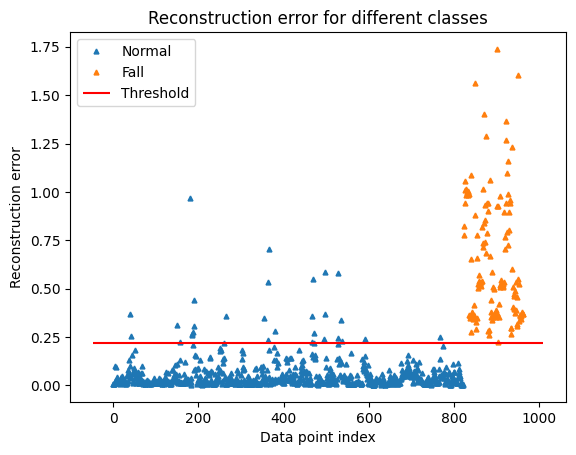 Reconstruction error for different classes
Normal
Fall
Threshold
Reconstruction error
1.75
1.50
1.25
1.00
0.75
0.50
0.25
0.00
0 200 400 600 800 1000
Data point index